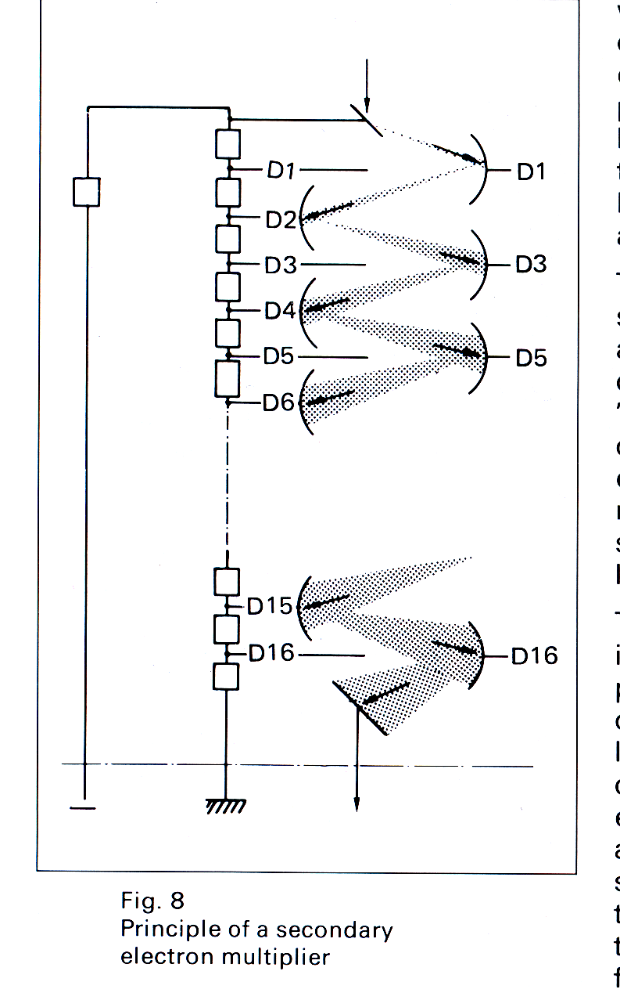 D1
D1
D2
D3
D3
D4
D5
D5
D6
D15
D16
D16
Fig. 8
Principle of a secondary
electron multiplier